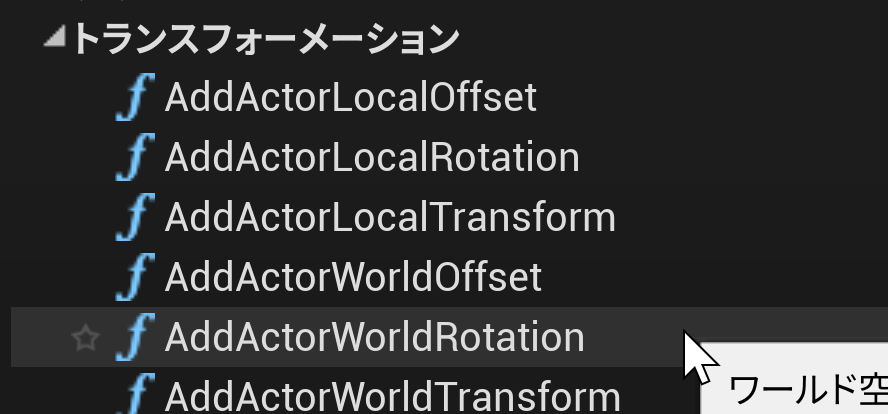 トランスフォーメーション
AddActorLocalOffset
AddActorLocalRotation
AddActorLocalTransform
AddActorWorldOffset
AddActorWorldRotation
ワールド空
AddActorWorldTransform